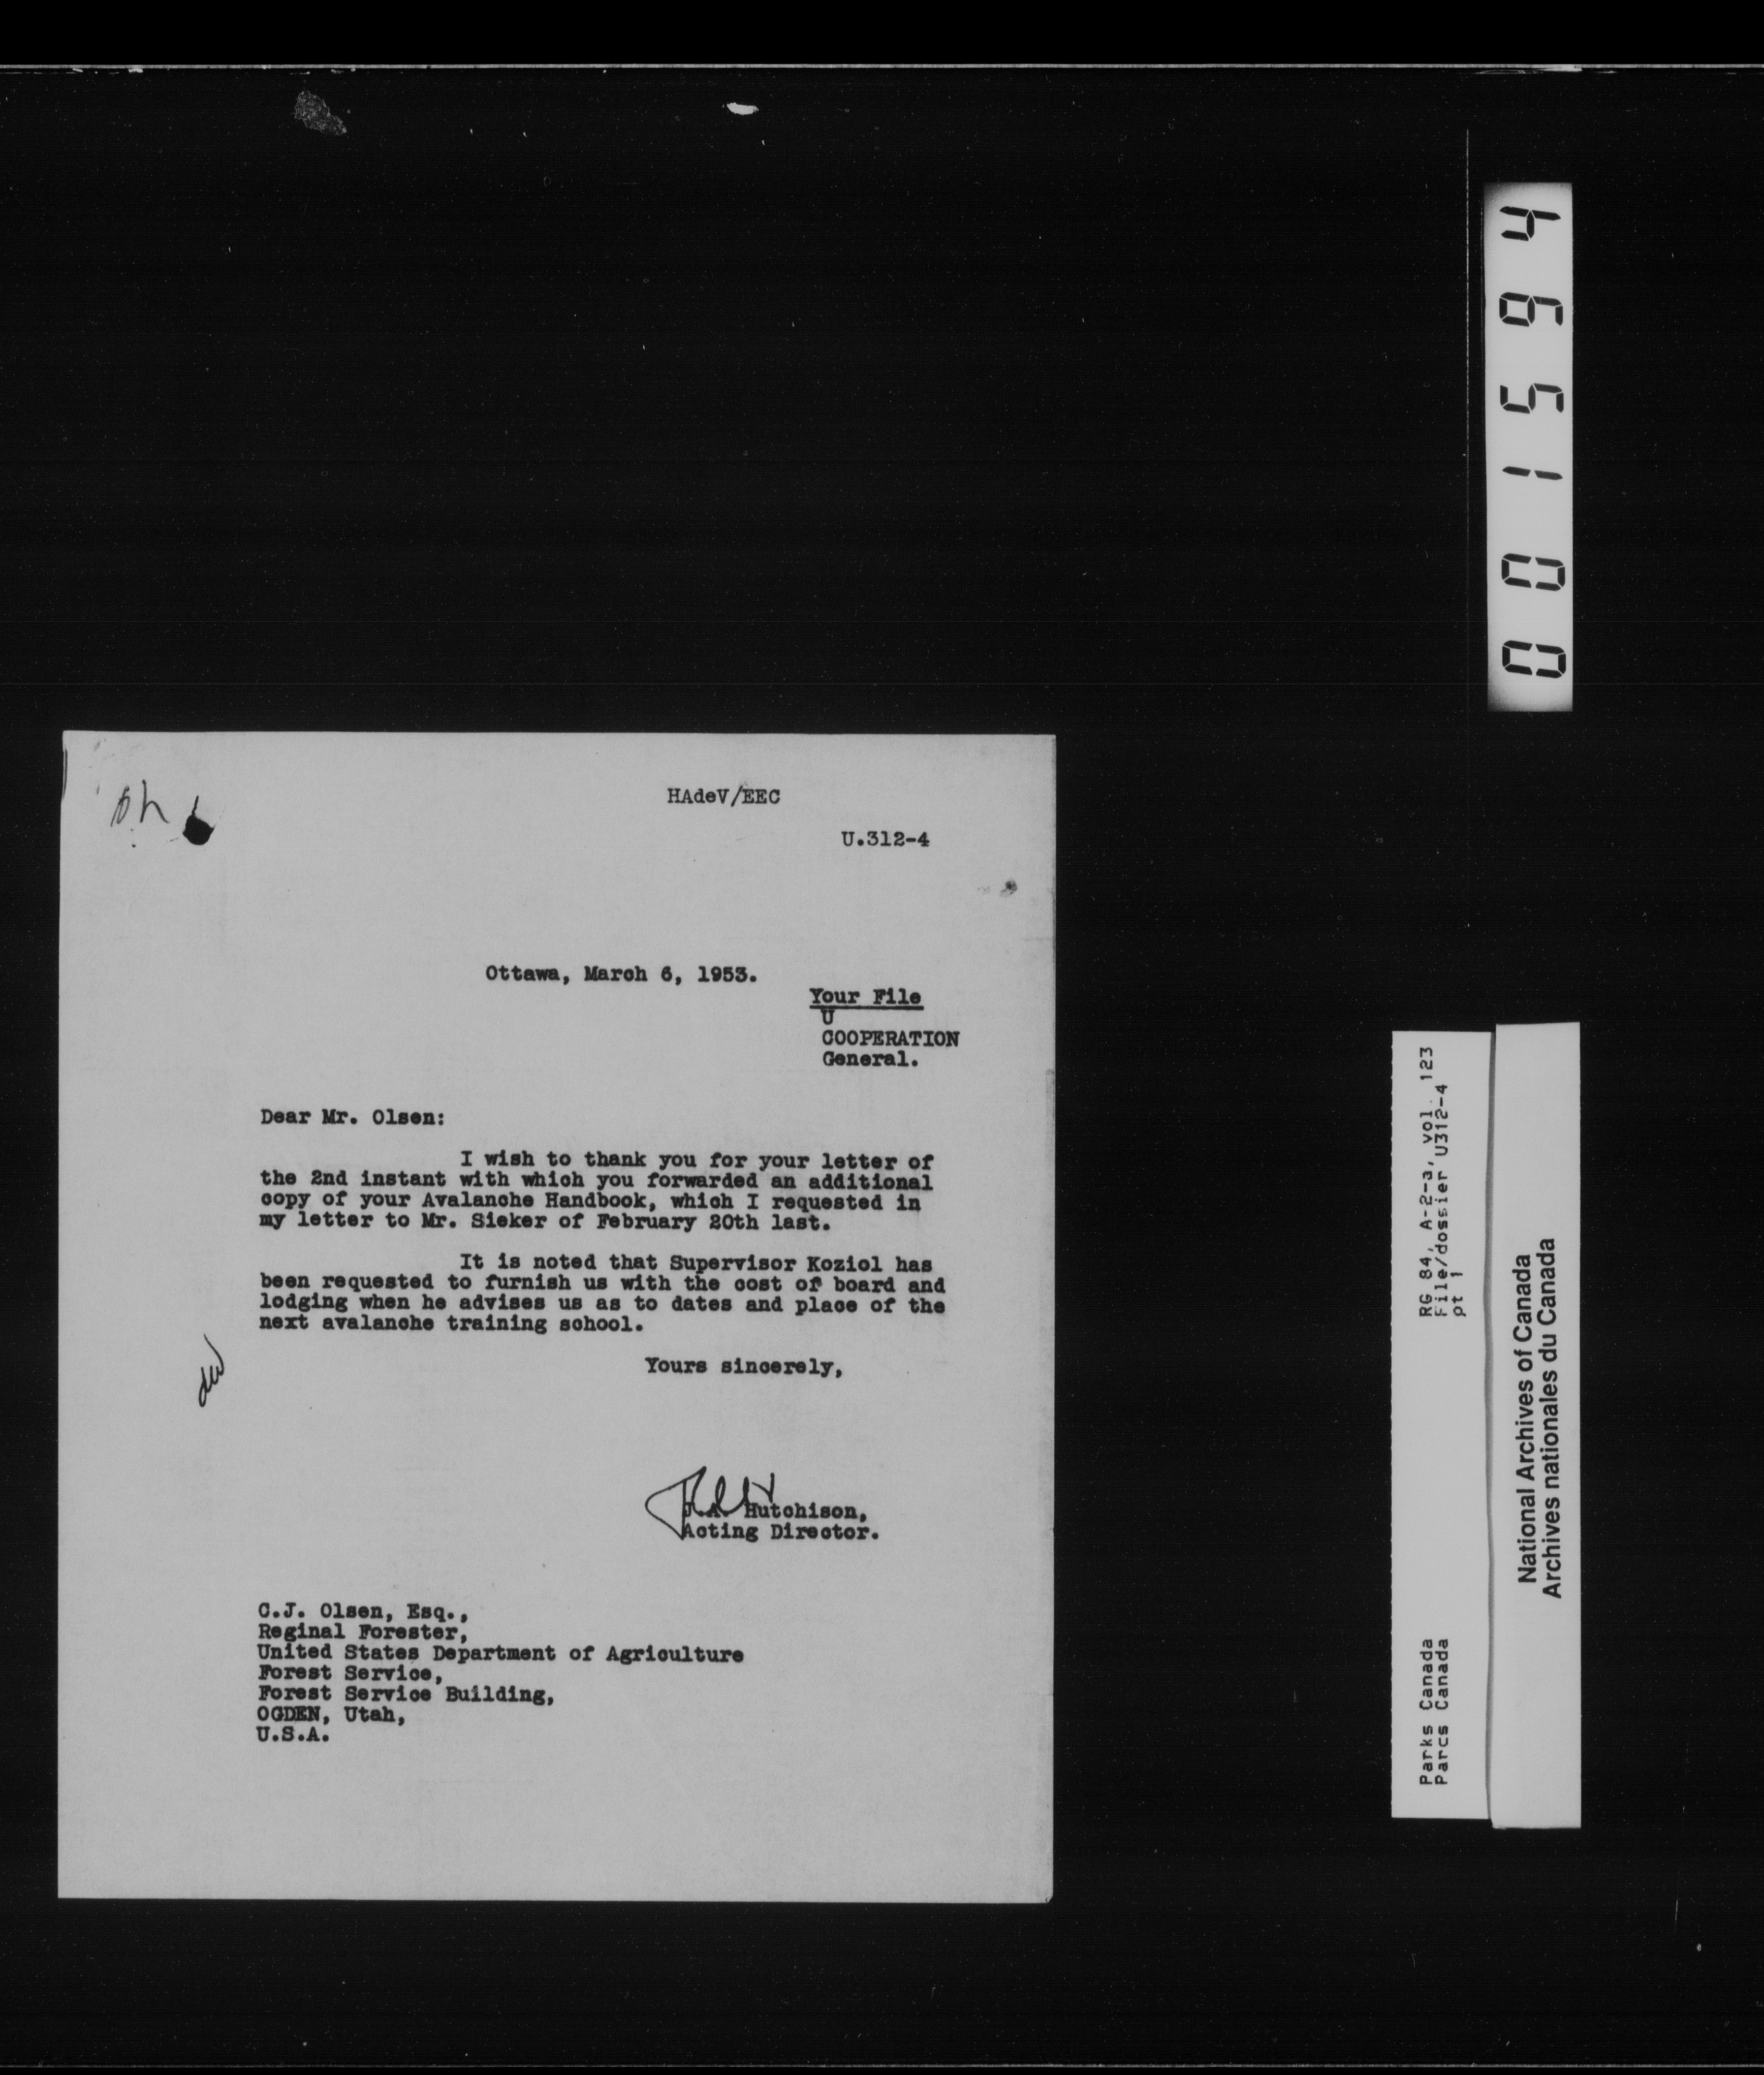 HAdeV/EEC
U.312-4
Ottawa, March 6, 1953.
Your File
U
COOPERATION
General.
Dear Mr. Olsen:
I wish to thank you for your letter of
the 2nd instant with which you forwarded an additional
copy of your Avalanche Handbook, which I requested in
my letter to Mr. Sieker of February 20th last.
It is noted that Supervisor Koziol has
been requested to furnish us with the cost of board and
lodging when he advises us as to dates and place of the
next avalanche training school.
Yours sincerely,
Hutchison,
Acting Director.
C.J. Olsen, Esq.,
Reginal Forester,
United States Department of Agriculture
Forest Service,
Forest Service Building,
OGDEN, Utah,
U.S.A.
001594
RG 84, A-2-a, vol. 123
File/dossier U312-4
pt 1
Parks Canada
Parcs Canada
National Archives of Canada
Archives nationales du Canada